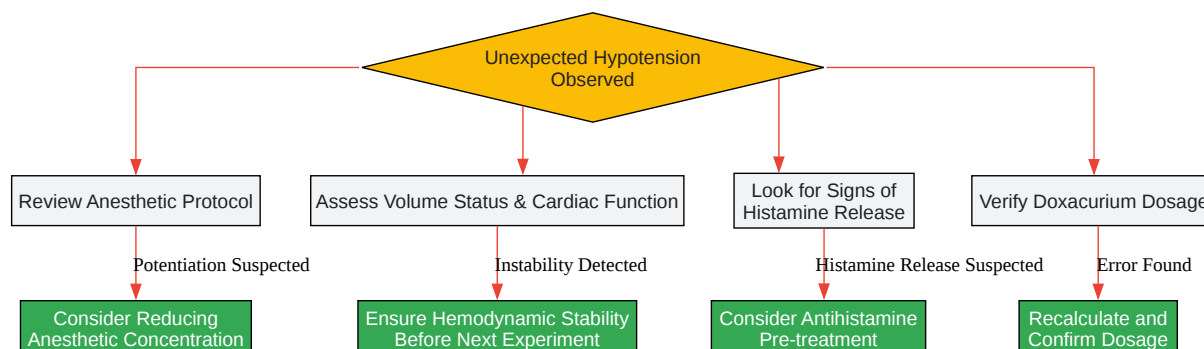 Unexpected Hypotension
Observed
Review Anesthetic Protocol
Assess Volume Status & Cardiac Function
Look for Signs of
Histamine Release
Verify Doxacurium Dosage
Potentiation Suspected
Instability Detected
Histamine Release Suspected
Error Found
Consider Reducing
Anesthetic Concentration
Ensure Hemodynamic Stability
Before Next Experiment
Consider Antihistamine
Pre-treatment
Recalculate and
Confirm Dosage